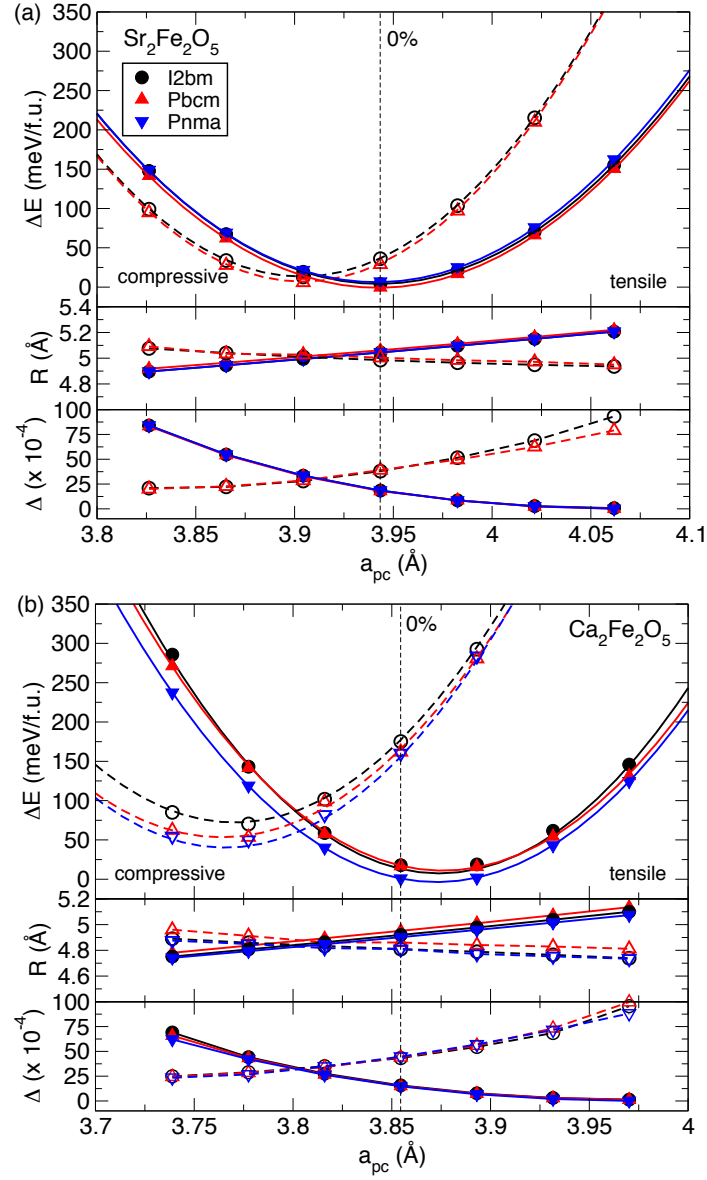 (a)
350
300
250
200
150
100
50
0
ΔE (meV/f.u.)
Sr₂Fe₂O₅
I2bm
Pbcm
Pnma
0%
compressive
tensile
5.4
5.2
5
4.8
R (Å)
100
75
50
25
0
Δ (x 10⁻⁴)
3.8
3.85
3.9
3.95
4
4.05
4.1
a_pc (Å)
(b)
350
300
250
200
150
100
50
0
ΔE (meV/f.u.)
0%
Ca₂Fe₂O₅
compressive
tensile
5.2
5
4.8
4.6
R (Å)
100
75
50
25
0
Δ (x 10⁻⁴)
3.7
3.75
3.8
3.85
3.9
3.95
4
a_pc (Å)